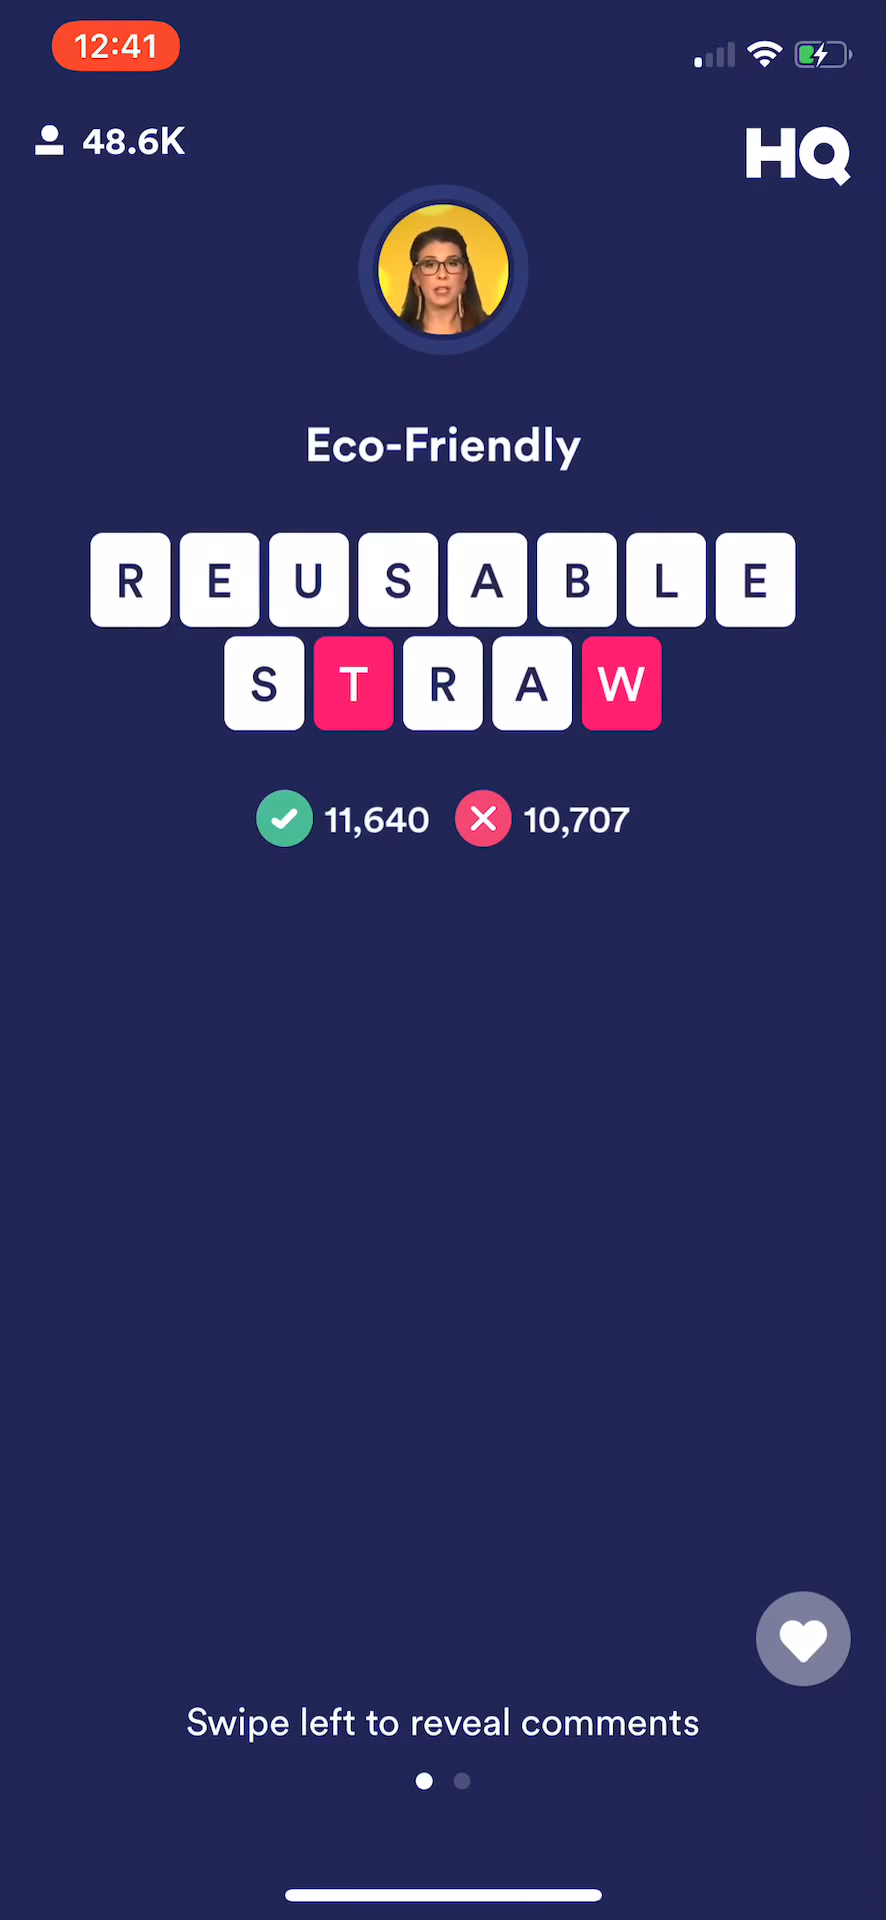 12:41
48.6K
HQ
Eco-Friendly
REUSABLE
STRAW
11,640 10,707
Swipe left to reveal comments